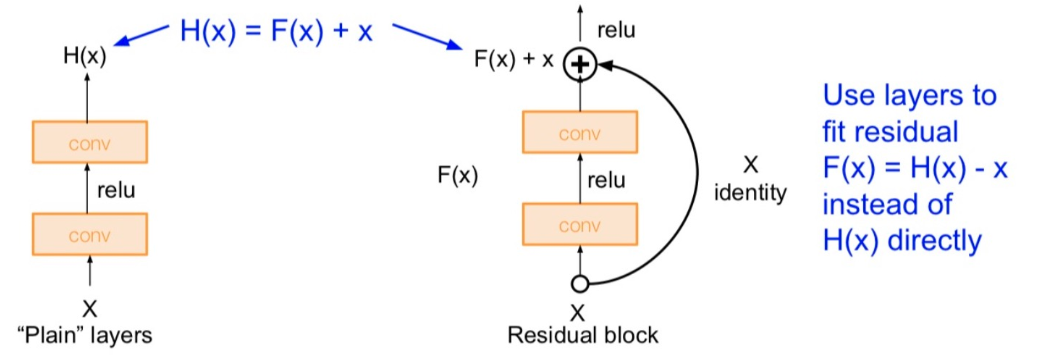 H(x) = F(x) + x
H(x)
conv
relu
conv
X
“Plain” layers
relu
F(x) + x
+
conv
F(x)
relu
conv
X
identity
X
Residual block
Use layers to
fit residual
F(x) = H(x) - x
instead of
H(x) directly